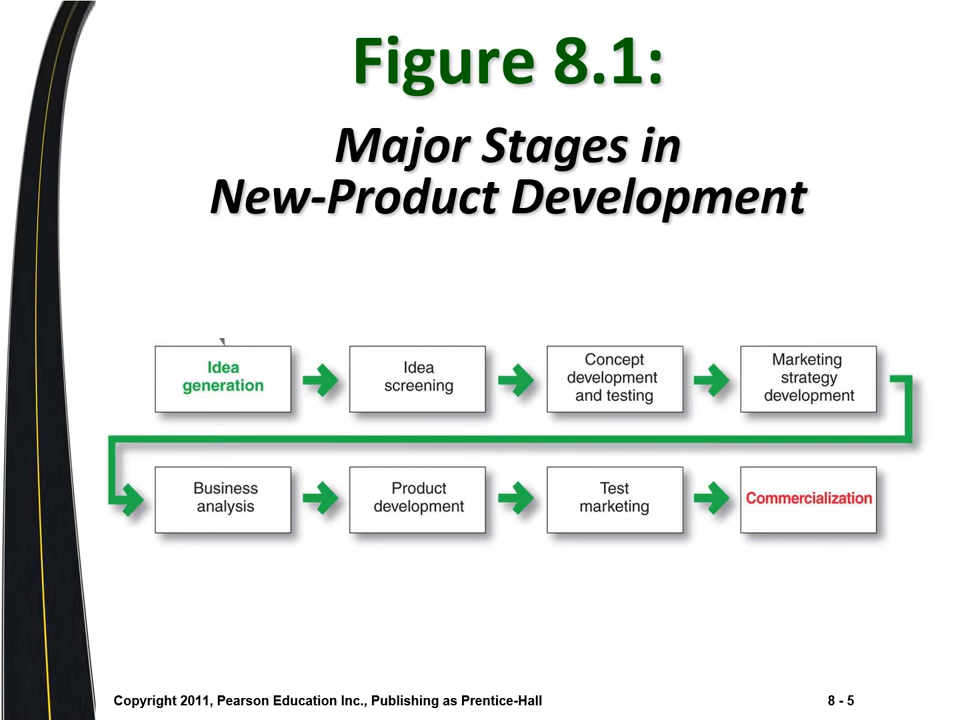 Figure 8.1:
Major Stages in
New-Product Development
Idea
generation
Idea
screening
Concept
development
and testing
Marketing
strategy
development
Business
analysis
Product
development
Test
marketing
Commercialization
Copyright 2011, Pearson Education Inc., Publishing as Prentice-Hall
8 - 5